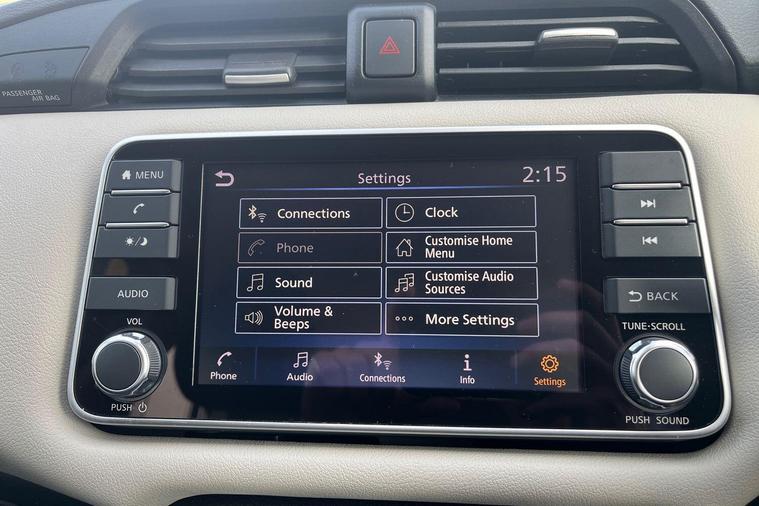 PASSENGER
AIR BAG
MENU
AUDIO
VOL
PUSH
Settings
2:15
Connections
Clock
Phone
Customise Home
Menu
Sound
Customise Audio
Sources
Volume &
Beeps
More Settings
Phone
Audio
Connections
Info
Settings
BACK
TUNE·SCROLL
PUSH SOUND